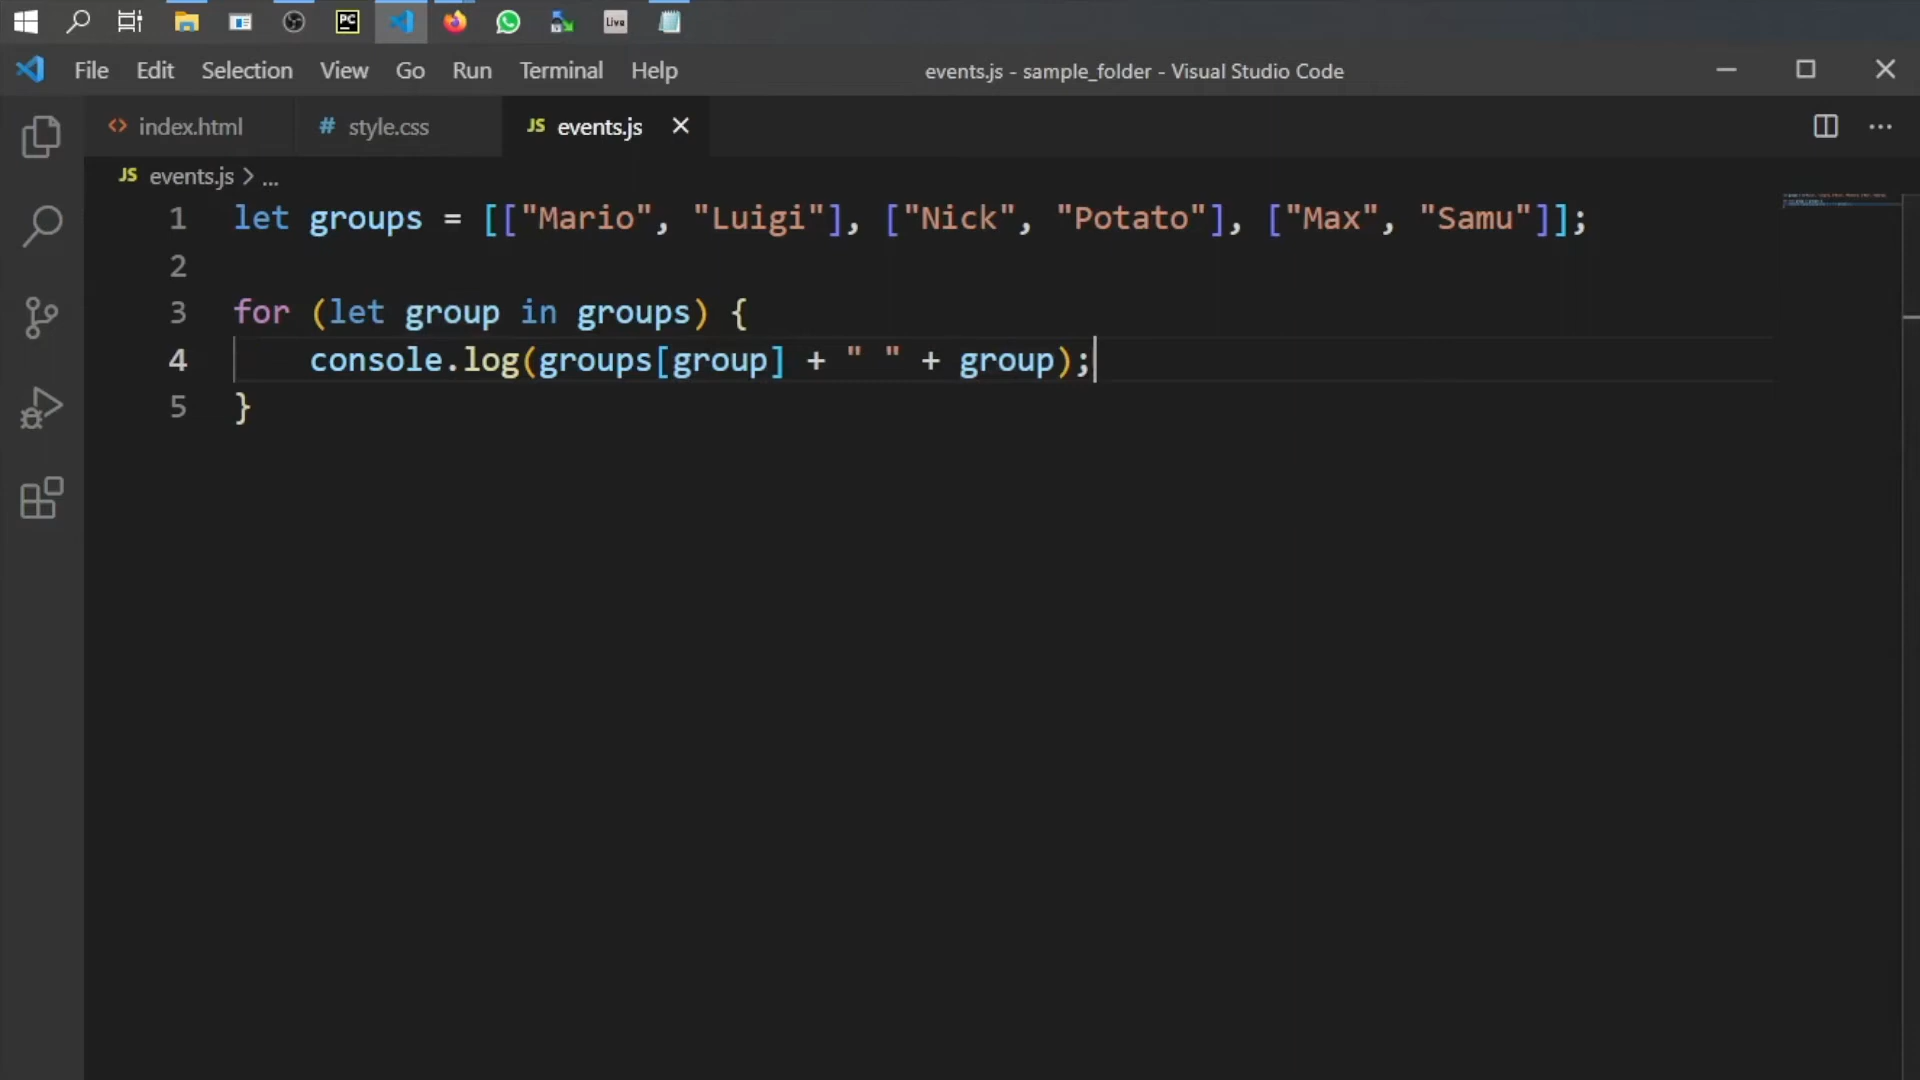 PC
Live
File Edit Selection View Go Run Terminal Help
events.js - sample_folder - Visual Studio Code
<> index.html
# style.css
JS events.js
JS events.js > ...
1 let groups = [["Mario", "Luigi"], ["Nick", "Potato"], ["Max", "Samu"]];
2
3 for (let group in groups) {
4     console.log(groups[group] + " " + group);
5 }